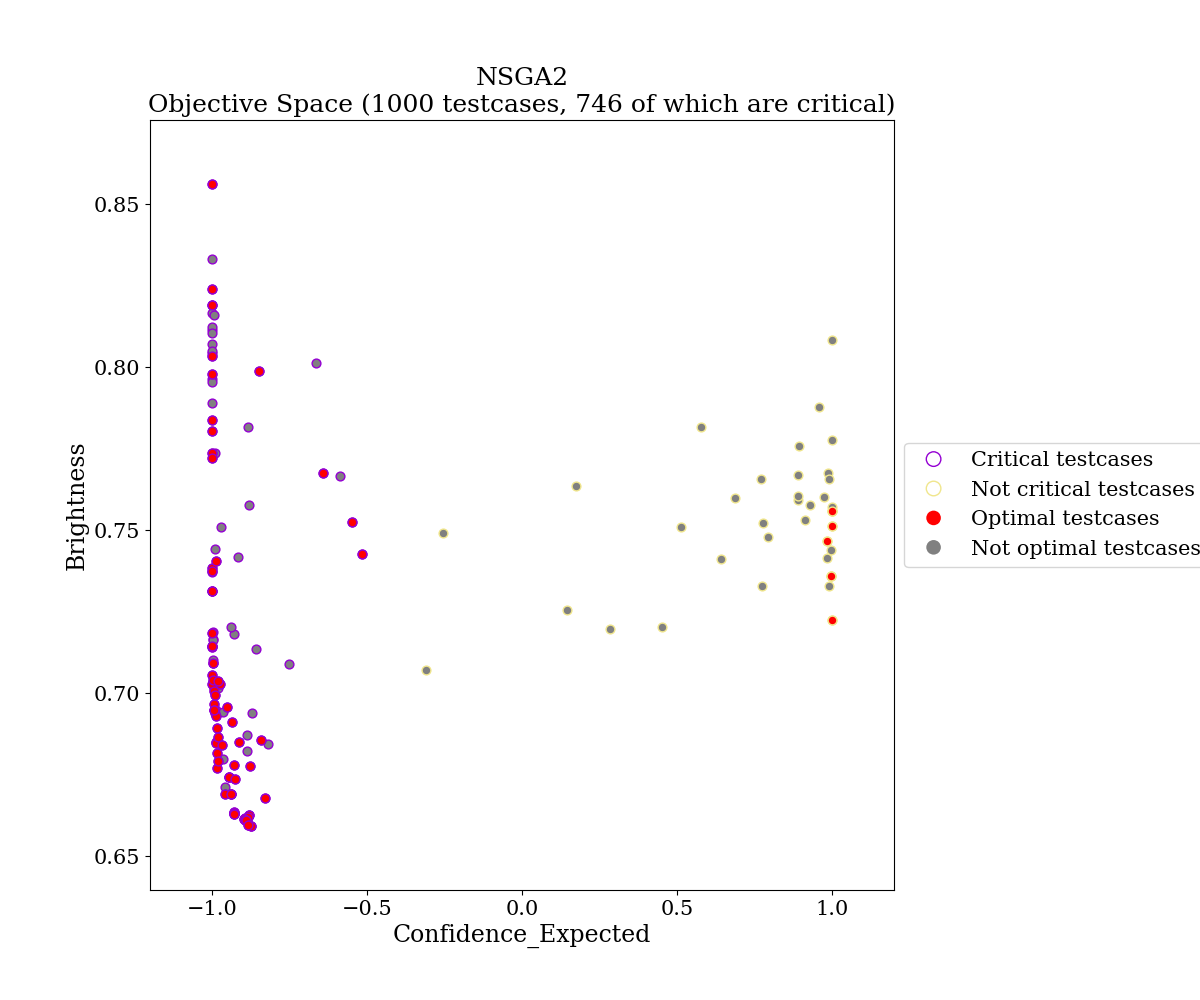 NSGA2
Objective Space (1000 testcases, 746 of which are critical)
0.85
0.80
0.75
0.70
0.65
Brightness
−1.0
−0.5
0.0
0.5
1.0
Confidence_Expected
Critical testcases
Not critical testcases
Optimal testcases
Not optimal testcases